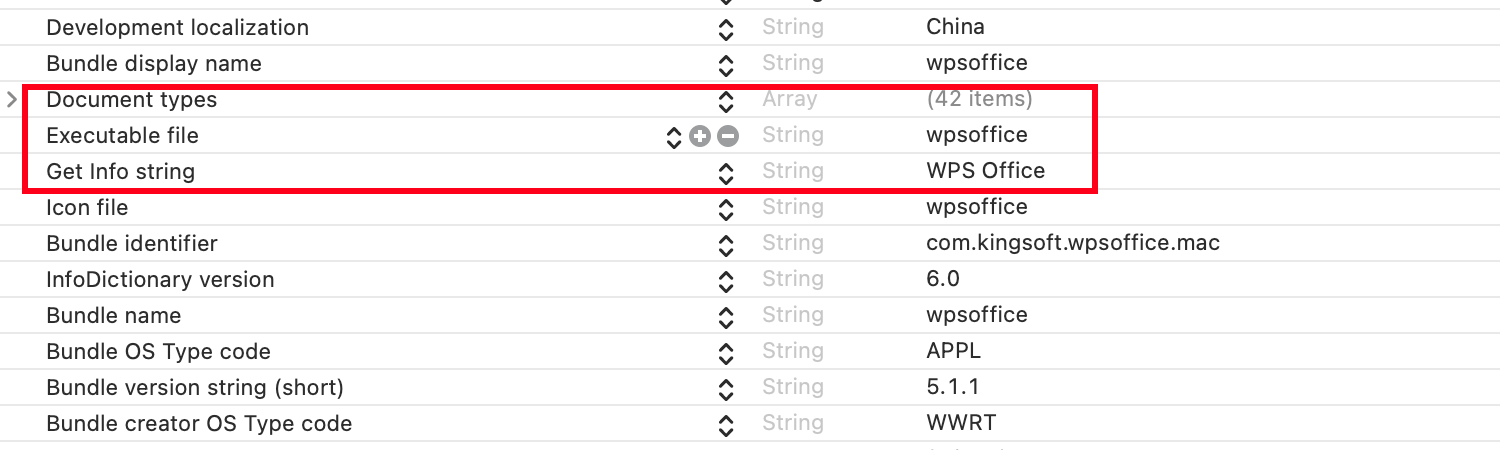 Development localization String China
Bundle display name String wpsoffice
Document types Array (42 items)
Executable file String wpsoffice
Get Info string String WPS Office
Icon file String wpsoffice
Bundle identifier String com.kingsoft.wpsoffice.mac
InfoDictionary version String 6.0
Bundle name String wpsoffice
Bundle OS Type code String APPL
Bundle version string (short) String 5.1.1
Bundle creator OS Type code String WWRT